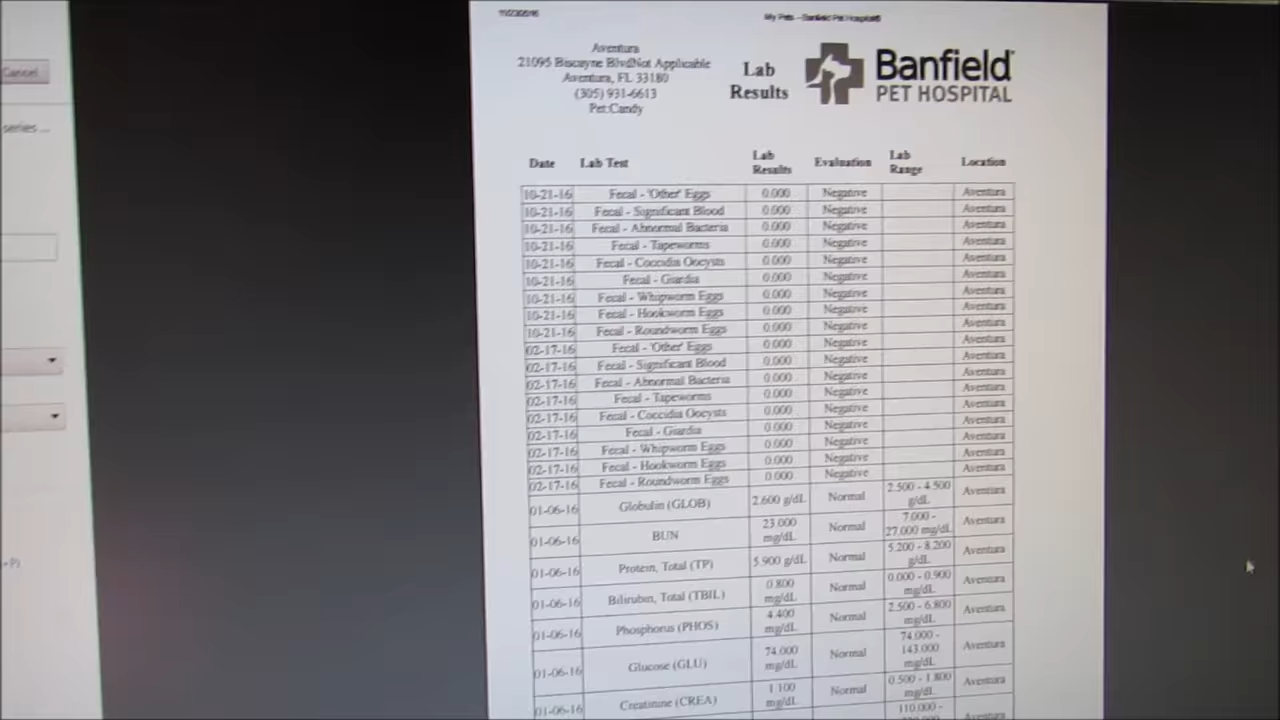 11/23/2016
My Pets - Banfield Pet Hospital®
Cancel
series ...
Aventura
21095 Biscayne BlvdNot Applicable
Aventura, FL 33180
(305) 931-6613
Pet:Candy
Lab
Results
Banfield
PET HOSPITAL
Date Lab Test Lab Results Evaluation Lab Range Location
10-21-16 Fecal - 'Other' Eggs 0.000 Negative Aventura
10-21-16 Fecal - Significant Blood 0.000 Negative Aventura
10-21-16 Fecal - Abnormal Bacteria 0.000 Negative Aventura
10-21-16 Fecal - Tapeworms 0.000 Negative Aventura
10-21-16 Fecal - Coccidia Oocysts 0.000 Negative Aventura
10-21-16 Fecal - Giardia 0.000 Negative Aventura
10-21-16 Fecal - Whipworm Eggs 0.000 Negative Aventura
10-21-16 Fecal - Hookworm Eggs 0.000 Negative Aventura
10-21-16 Fecal - Roundworm Eggs 0.000 Negative Aventura
02-17-16 Fecal - 'Other' Eggs 0.000 Negative Aventura
02-17-16 Fecal - Significant Blood 0.000 Negative Aventura
02-17-16 Fecal - Abnormal Bacteria 0.000 Negative Aventura
02-17-16 Fecal - Tapeworms 0.000 Negative Aventura
02-17-16 Fecal - Coccidia Oocysts 0.000 Negative Aventura
02-17-16 Fecal - Giardia 0.000 Negative Aventura
02-17-16 Fecal - Whipworm Eggs 0.000 Negative Aventura
02-17-16 Fecal - Hookworm Eggs 0.000 Negative Aventura
02-17-16 Fecal - Roundworm Eggs 0.000 Negative Aventura
01-06-16 Globulin (GLOB) 2.600 g/dL Normal 2.500 - 4.500 g/dL Aventura
01-06-16 BUN 23.000 mg/dL Normal 7.000 - 27.000 mg/dL Aventura
01-06-16 Protein, Total (TP) 5.900 g/dL Normal 5.200 - 8.200 g/dL Aventura
01-06-16 Bilirubin, Total (TBIL) 0.800 mg/dL Normal 0.000 - 0.900 mg/dL Aventura
01-06-16 Phosphorus (PHOS) 4.400 mg/dL Normal 2.500 - 6.800 mg/dL Aventura
01-06-16 Glucose (GLU) 74.000 mg/dL Normal 74.000 - 143.000 mg/dL Aventura
01-06-16 Creatinine (CREA) 1.100 mg/dL Normal 0.500 - 1.800 mg/dL Aventura
110.000 -